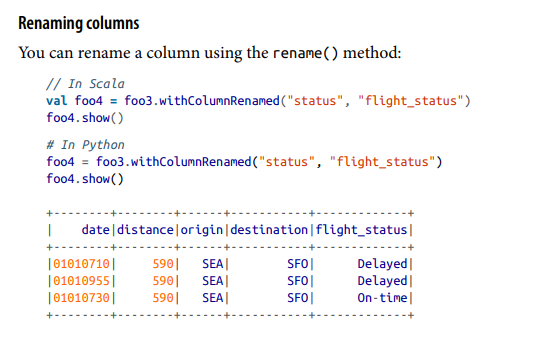 Renaming columns
You can rename a column using the rename() method:
// In Scala
val foo4 = foo3.withColumnRenamed("status", "flight_status")
foo4.show()
# In Python
foo4 = foo3.withColumnRenamed("status", "flight_status")
foo4.show()
+--------+--------+------+-----------+-------------+
|    date|distance|origin|destination|flight_status|
+--------+--------+------+-----------+-------------+
|01010710|     590|   SEA|        SFO|      Delayed|
|01010955|     590|   SEA|        SFO|      Delayed|
|01010730|     590|   SEA|        SFO|      On-time|
+--------+--------+------+-----------+-------------+